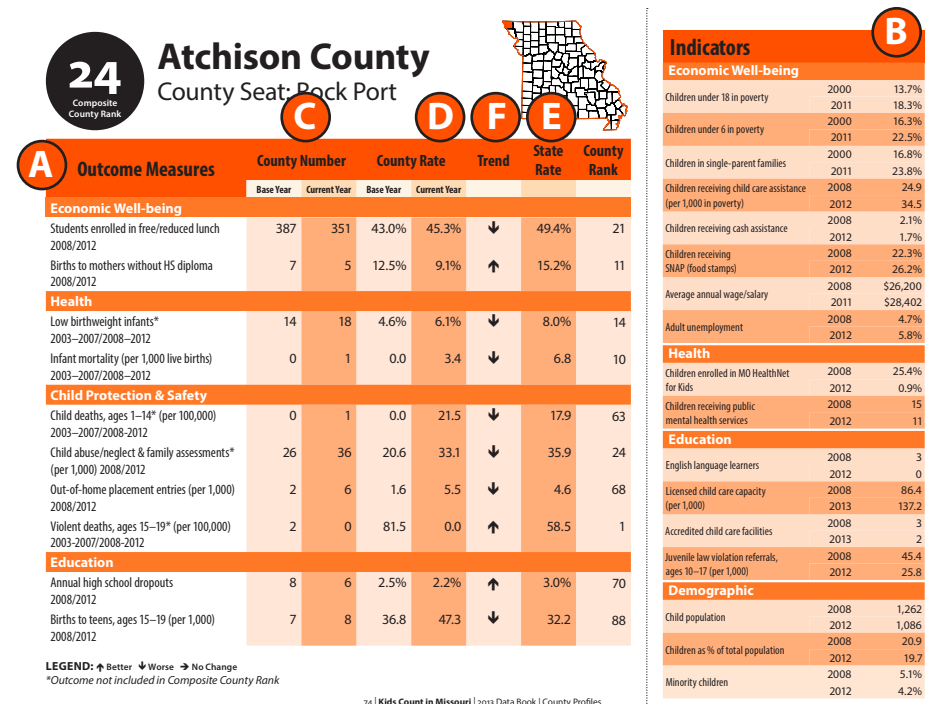 24
Composite
County Rank
Atchison County
County Seat: Rock Port
A
C
D
F
E
Outcome Measures County Number County Rate Trend State Rate County Rank
Base Year Current Year Base Year Current Year
Economic Well-being
Students enrolled in free/reduced lunch 387 351 43.0% 45.3% ↓ 49.4% 21
2008/2012
Births to mothers without HS diploma 7 5 12.5% 9.1% ↑ 15.2% 11
2008/2012
Health
Low birthweight infants* 14 18 4.6% 6.1% ↓ 8.0% 14
2003–2007/2008–2012
Infant mortality (per 1,000 live births) 0 1 0.0 3.4 ↓ 6.8 10
2003–2007/2008–2012
Child Protection & Safety
Child deaths, ages 1–14* (per 100,000) 0 1 0.0 21.5 ↓ 17.9 63
2003–2007/2008-2012
Child abuse/neglect & family assessments* 26 36 20.6 33.1 ↓ 35.9 24
(per 1,000) 2008/2012
Out-of-home placement entries (per 1,000) 2 6 1.6 5.5 ↓ 4.6 68
2008/2012
Violent deaths, ages 15–19* (per 100,000) 2 0 81.5 0.0 ↑ 58.5 1
2003-2007/2008-2012
Education
Annual high school dropouts 8 6 2.5% 2.2% ↑ 3.0% 70
2008/2012
Births to teens, ages 15–19 (per 1,000) 7 8 36.8 47.3 ↓ 32.2 88
2008/2012
LEGEND: ↑ Better ↓ Worse → No Change
*Outcome not included in Composite County Rank
74 | Kids Count in Missouri | 2013 Data Book | County Profiles
B
Indicators
Economic Well-being
Children under 18 in poverty 2000 13.7%
2011 18.3%
Children under 6 in poverty 2000 16.3%
2011 22.5%
Children in single-parent families 2000 16.8%
2011 23.8%
Children receiving child care assistance 2008 24.9
(per 1,000 in poverty) 2012 34.5
Children receiving cash assistance 2008 2.1%
2012 1.7%
Children receiving 2008 22.3%
SNAP (food stamps) 2012 26.2%
Average annual wage/salary 2008 $26,200
2011 $28,402
Adult unemployment 2008 4.7%
2012 5.8%
Health
Children enrolled in MO HealthNet 2008 25.4%
for Kids 2012 0.9%
Children receiving public 2008 15
mental health services 2012 11
Education
English language learners 2008 3
2012 0
Licensed child care capacity 2008 86.4
(per 1,000) 2013 137.2
Accredited child care facilities 2008 3
2013 2
Juvenile law violation referrals, 2008 45.4
ages 10–17 (per 1,000) 2012 25.8
Demographic
Child population 2008 1,262
2012 1,086
Children as % of total population 2008 20.9
2012 19.7
Minority children 2008 5.1%
2012 4.2%